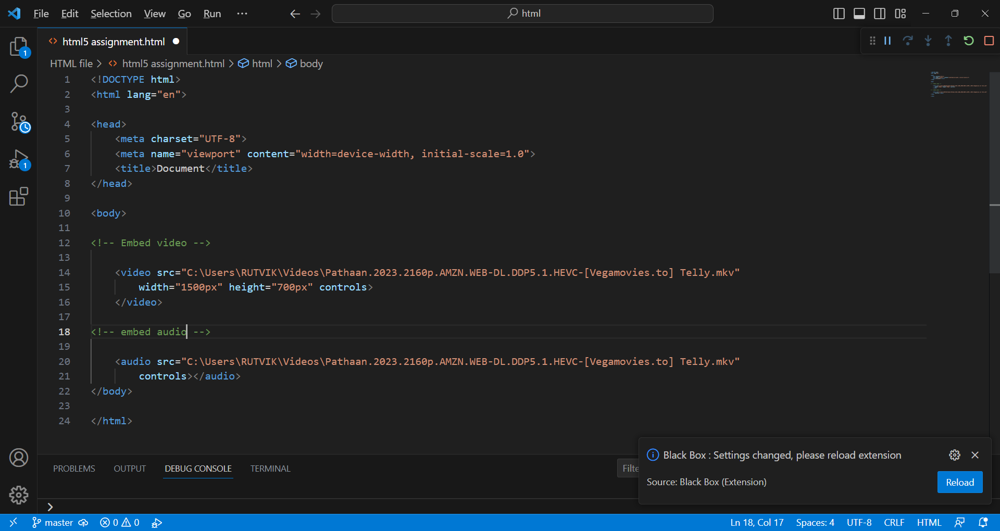 File Edit Selection View Go Run ··· html
html5 assignment.html
HTML file > html5 assignment.html > html > body
1 <!DOCTYPE html>
2 <html lang="en">
3
4 <head>
5 <meta charset="UTF-8">
6 <meta name="viewport" content="width=device-width, initial-scale=1.0">
7 <title>Document</title>
8 </head>
9
10 <body>
11
12 <!-- Embed video -->
13
14 <video src="C:\Users\RUTVIK\Videos\Pathaan.2023.2160p.AMZN.WEB-DL.DDP5.1.HEVC-[Vegamovies.to] Telly.mkv"
15 width="1500px" height="700px" controls>
16 </video>
17
18 <!-- embed audio -->
19
20 <audio src="C:\Users\RUTVIK\Videos\Pathaan.2023.2160p.AMZN.WEB-DL.DDP5.1.HEVC-[Vegamovies.to] Telly.mkv"
21 controls></audio>
22 </body>
23
24 </html>
1
1
PROBLEMS OUTPUT DEBUG CONSOLE TERMINAL Filte
Black Box : Settings changed, please reload extension
Source: Black Box (Extension) Reload
master 0 0 Ln 18, Col 17 Spaces: 4 UTF-8 CRLF HTML